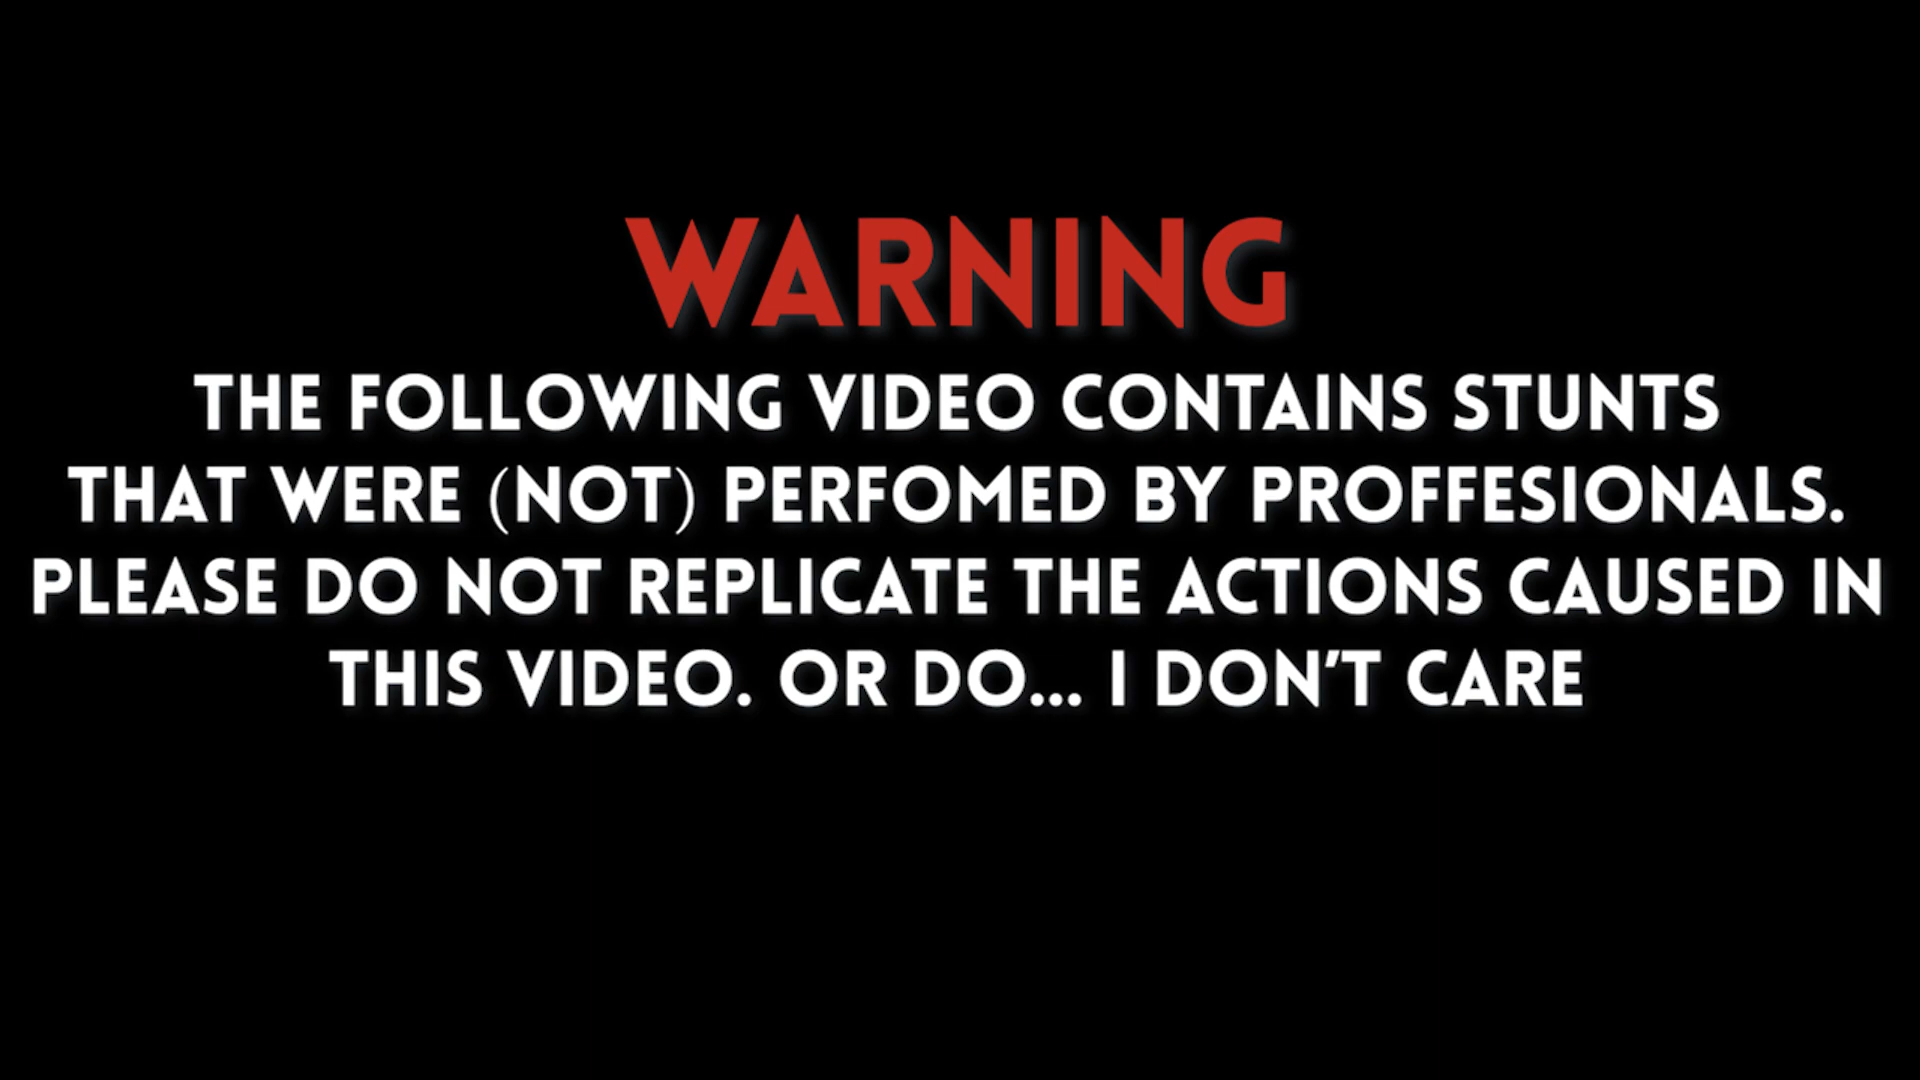 WARNING
THE FOLLOWING VIDEO CONTAINS STUNTS
THAT WERE (NOT) PERFOMED BY PROFFESIONALS.
PLEASE DO NOT REPLICATE THE ACTIONS CAUSED IN
THIS VIDEO. OR DO... I DON'T CARE